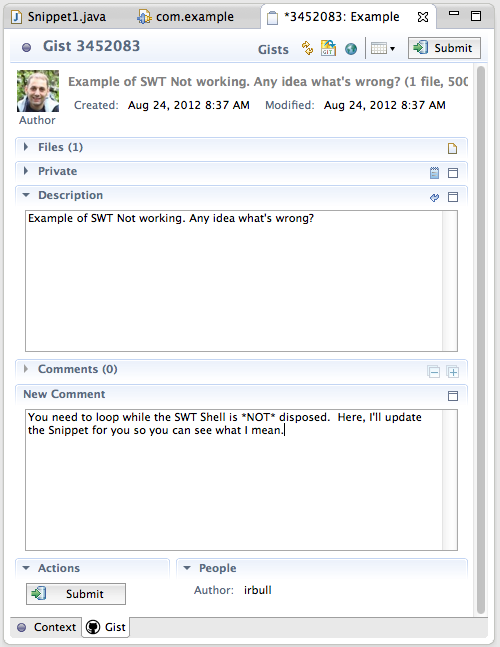 Snippet1.java
com.example
*3452083: Example
Gist 3452083
Gists
GIT
Submit
Example of SWT Not working. Any idea what's wrong? (1 file, 500
Created: Aug 24, 2012 8:37 AM Modified: Aug 24, 2012 8:37 AM
Author
Files (1)
Private
Description
Example of SWT Not working. Any idea what's wrong?
Comments (0)
New Comment
You need to loop while the SWT Shell is *NOT* disposed.  Here, I'll update
the Snippet for you so you can see what I mean.
Actions
People
Submit
Author: irbull
Context
Gist